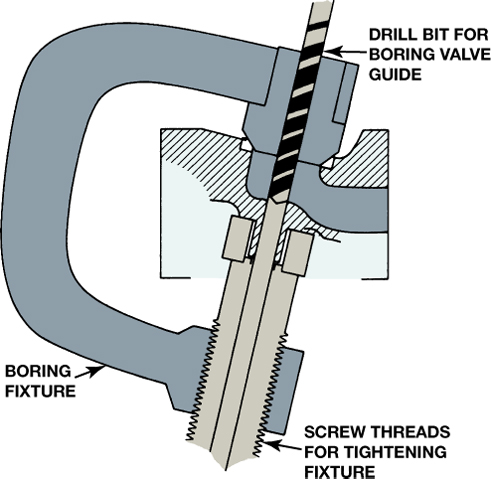 DRILL BIT FOR
BORING VALVE
GUIDE
BORING
FIXTURE
SCREW THREADS
FOR TIGHTENING
FIXTURE